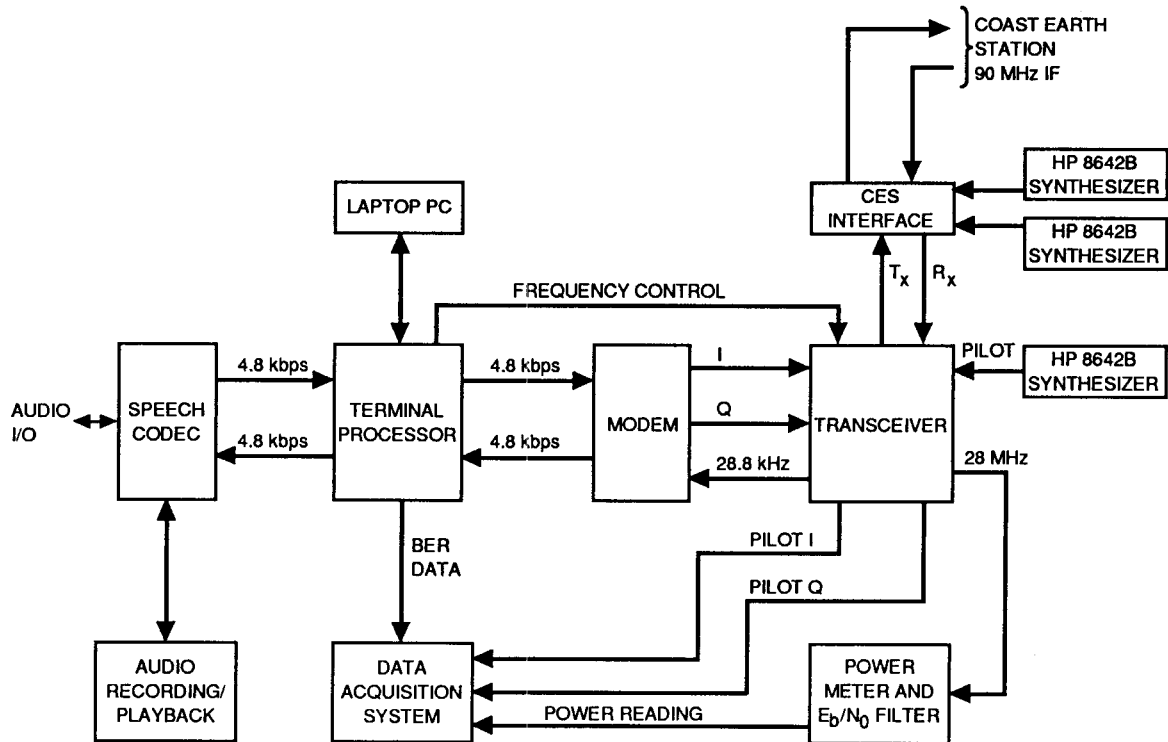 COAST EARTH
STATION
90 MHz IF
HP 8642B
SYNTHESIZER
LAPTOP PC
CES
INTERFACE
HP 8642B
SYNTHESIZER
Tx
Rx
FREQUENCY CONTROL
PILOT
HP 8642B
SYNTHESIZER
4.8 kbps
4.8 kbps
I
AUDIO
I/O
SPEECH
CODEC
TERMINAL
PROCESSOR
MODEM
Q
TRANSCEIVER
4.8 kbps
4.8 kbps
28.8 kHz
28 MHz
BER
DATA
PILOT I
PILOT Q
AUDIO
RECORDING/
PLAYBACK
DATA
ACQUISITION
SYSTEM
POWER READING
POWER
METER AND
Eb/N0 FILTER